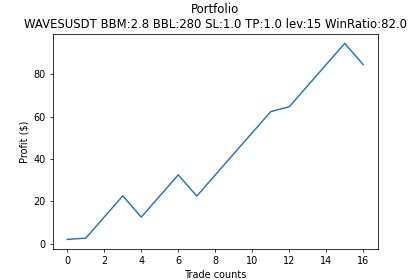 Portfolio
WAVESUSDT BBM:2.8 BBL:280 SL:1.0 TP:1.0 lev:15 WinRatio:82.0
Profit ($)
80
60
40
20
0
0 2 4 6 8 10 12 14 16
Trade counts